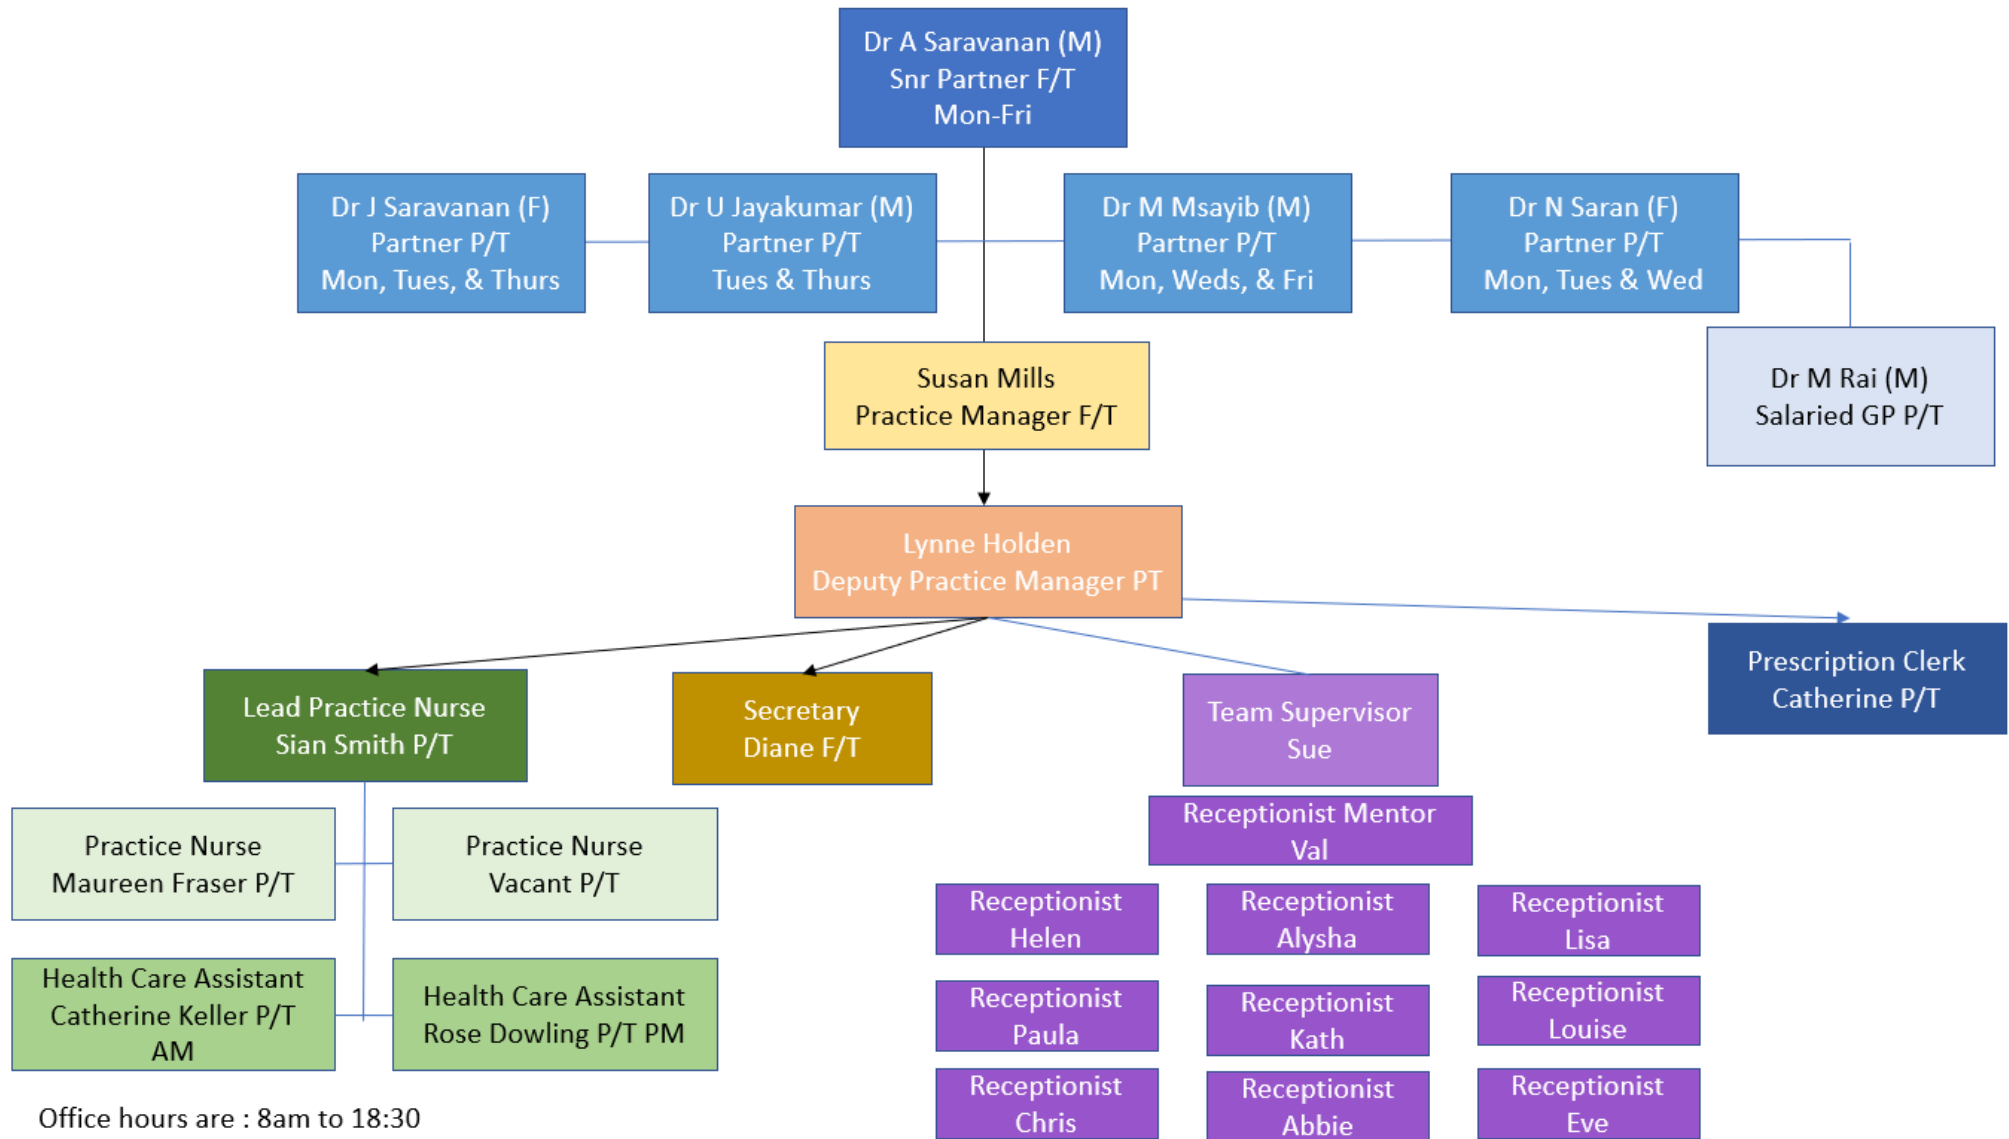 Dr A Saravanan (M)
Snr Partner F/T
Mon-Fri
Dr J Saravanan (F)
Partner P/T
Mon, Tues, & Thurs
Dr U Jayakumar (M)
Partner P/T
Tues & Thurs
Dr M Msayib (M)
Partner P/T
Mon, Weds, & Fri
Dr N Saran (F)
Partner P/T
Mon, Tues & Wed
Susan Mills
Practice Manager F/T
Dr M Rai (M)
Salaried GP P/T
Lynne Holden
Deputy Practice Manager PT
Lead Practice Nurse
Sian Smith P/T
Secretary
Diane F/T
Team Supervisor
Sue
Prescription Clerk
Catherine P/T
Practice Nurse
Maureen Fraser P/T
Practice Nurse
Vacant P/T
Receptionist Mentor
Val
Receptionist
Helen
Receptionist
Alysha
Receptionist
Lisa
Health Care Assistant
Catherine Keller P/T
AM
Health Care Assistant
Rose Dowling P/T PM
Receptionist
Paula
Receptionist
Kath
Receptionist
Louise
Receptionist
Chris
Receptionist
Abbie
Receptionist
Eve
Office hours are : 8am to 18:30